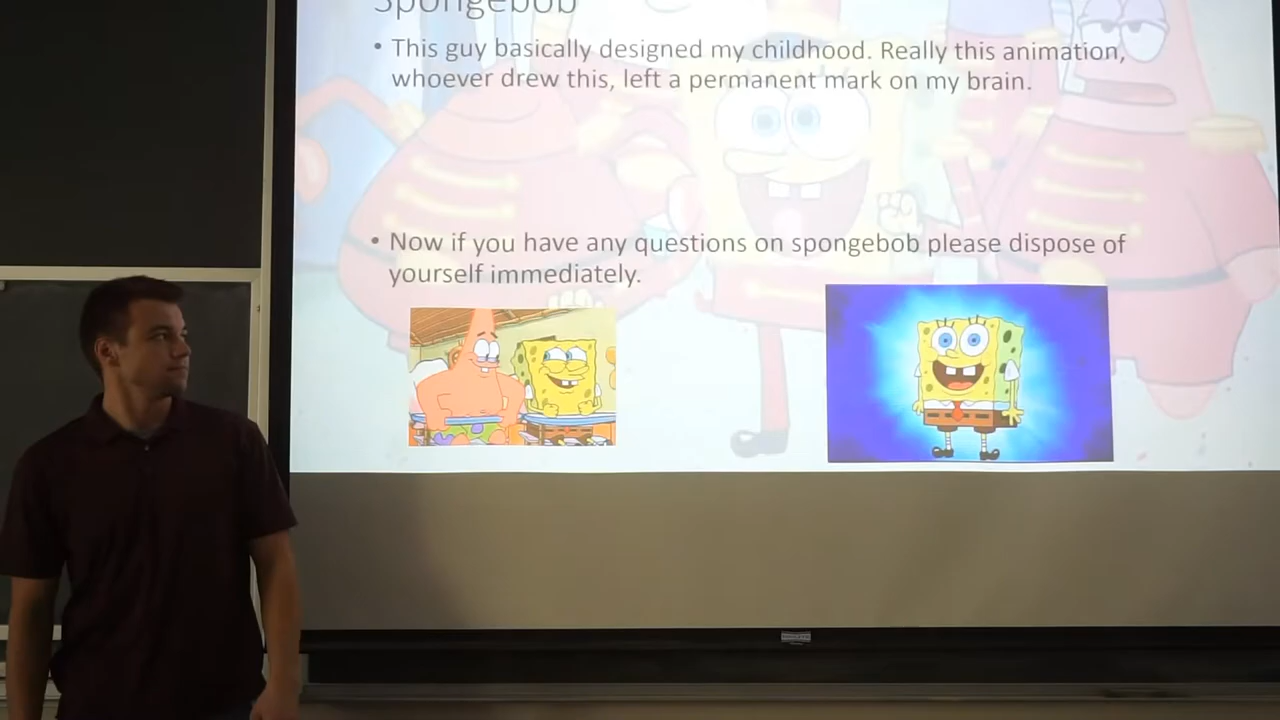 Spongebob
• This guy basically designed my childhood. Really this animation,
whoever drew this, left a permanent mark on my brain.
• Now if you have any questions on spongebob please dispose of
yourself immediately.